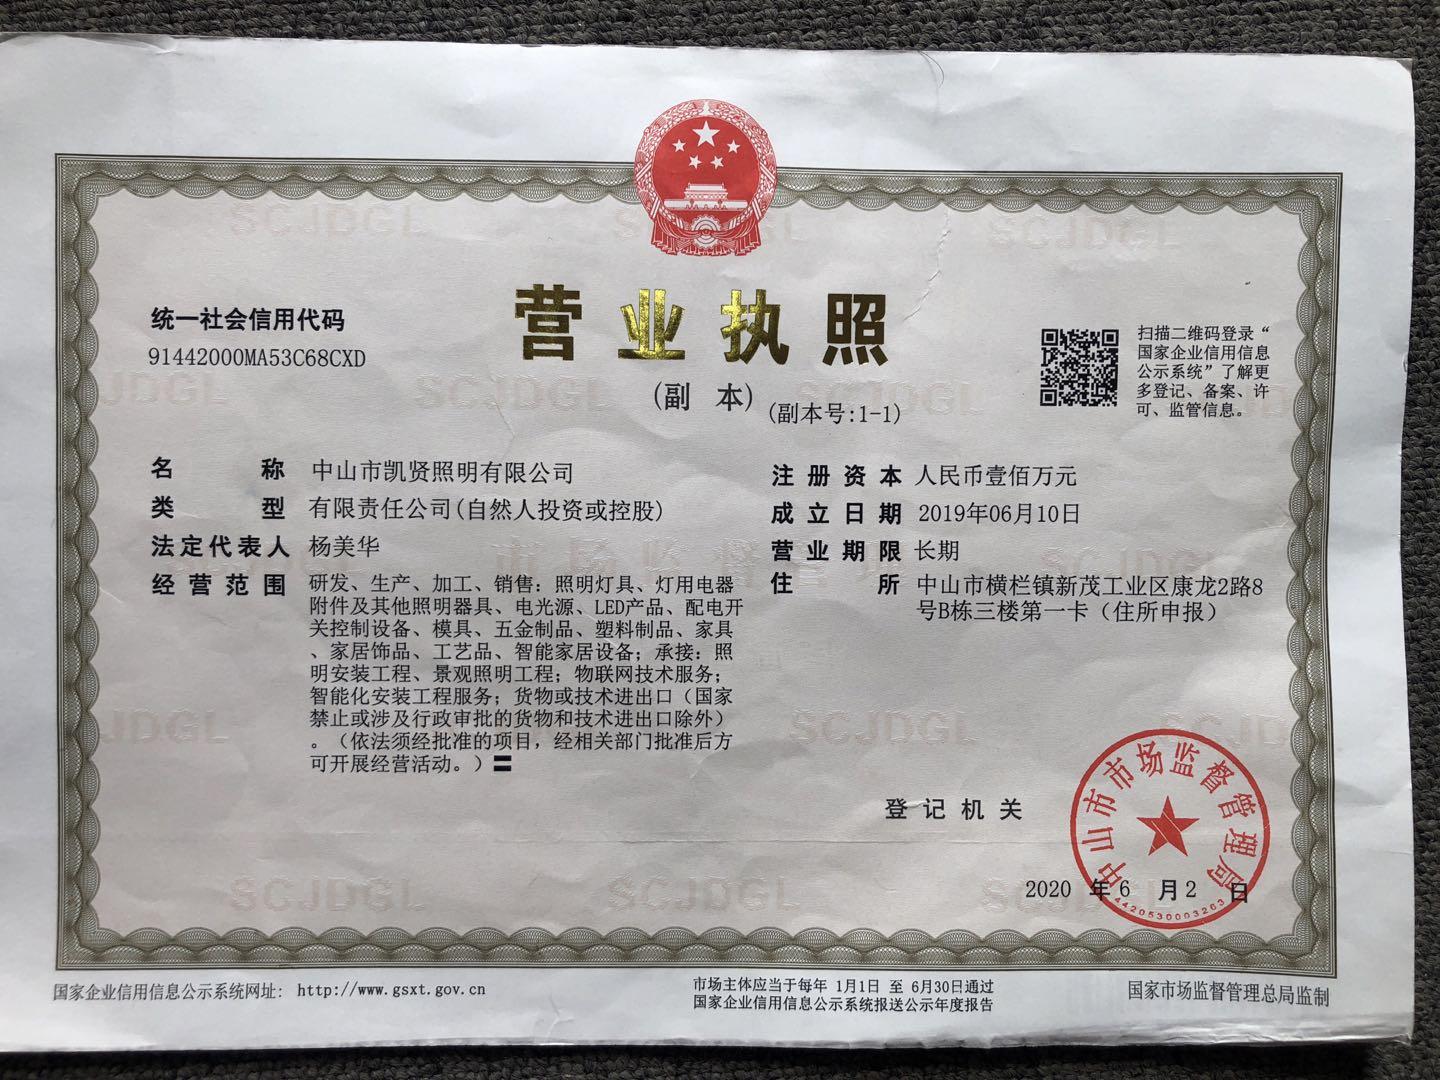 营业执照
(副 本)
(副本号:1-1)
统一社会信用代码
91442000MA53C68CXD
扫描二维码登录“
国家企业信用信息
公示系统”了解更
多登记、备案、许
可、监管信息。
名 称 中山市凯贤照明有限公司
类 型 有限责任公司(自然人投资或控股)
法定代表人 杨美华
经营范围 研发、生产、加工、销售：照明灯具、灯用电器
附件及其他照明器具、电光源、LED产品、配电开
关控制设备、模具、五金制品、塑料制品、家具
、家居饰品、工艺品、智能家居设备；承接：照
明安装工程、景观照明工程；物联网技术服务；
智能化安装工程服务；货物或技术进出口（国家
禁止或涉及行政审批的货物和技术进出口除外）
。（依法须经批准的项目，经相关部门批准后方
可开展经营活动。）
注册资本 人民币壹佰万元
成立日期 2019年06月10日
营业期限 长期
住 所 中山市横栏镇新茂工业区康龙2路8
号B栋三楼第一卡（住所申报）
登记机关
中山市市场监督管理局
4420530003263
2020 年 6 月 2 日
国家企业信用信息公示系统网址: http://www.gsxt.gov.cn
市场主体应当于每年 1月1日 至 6月30日通过
国家企业信用信息公示系统报送公示年度报告
国家市场监督管理总局监制
SCJDGL